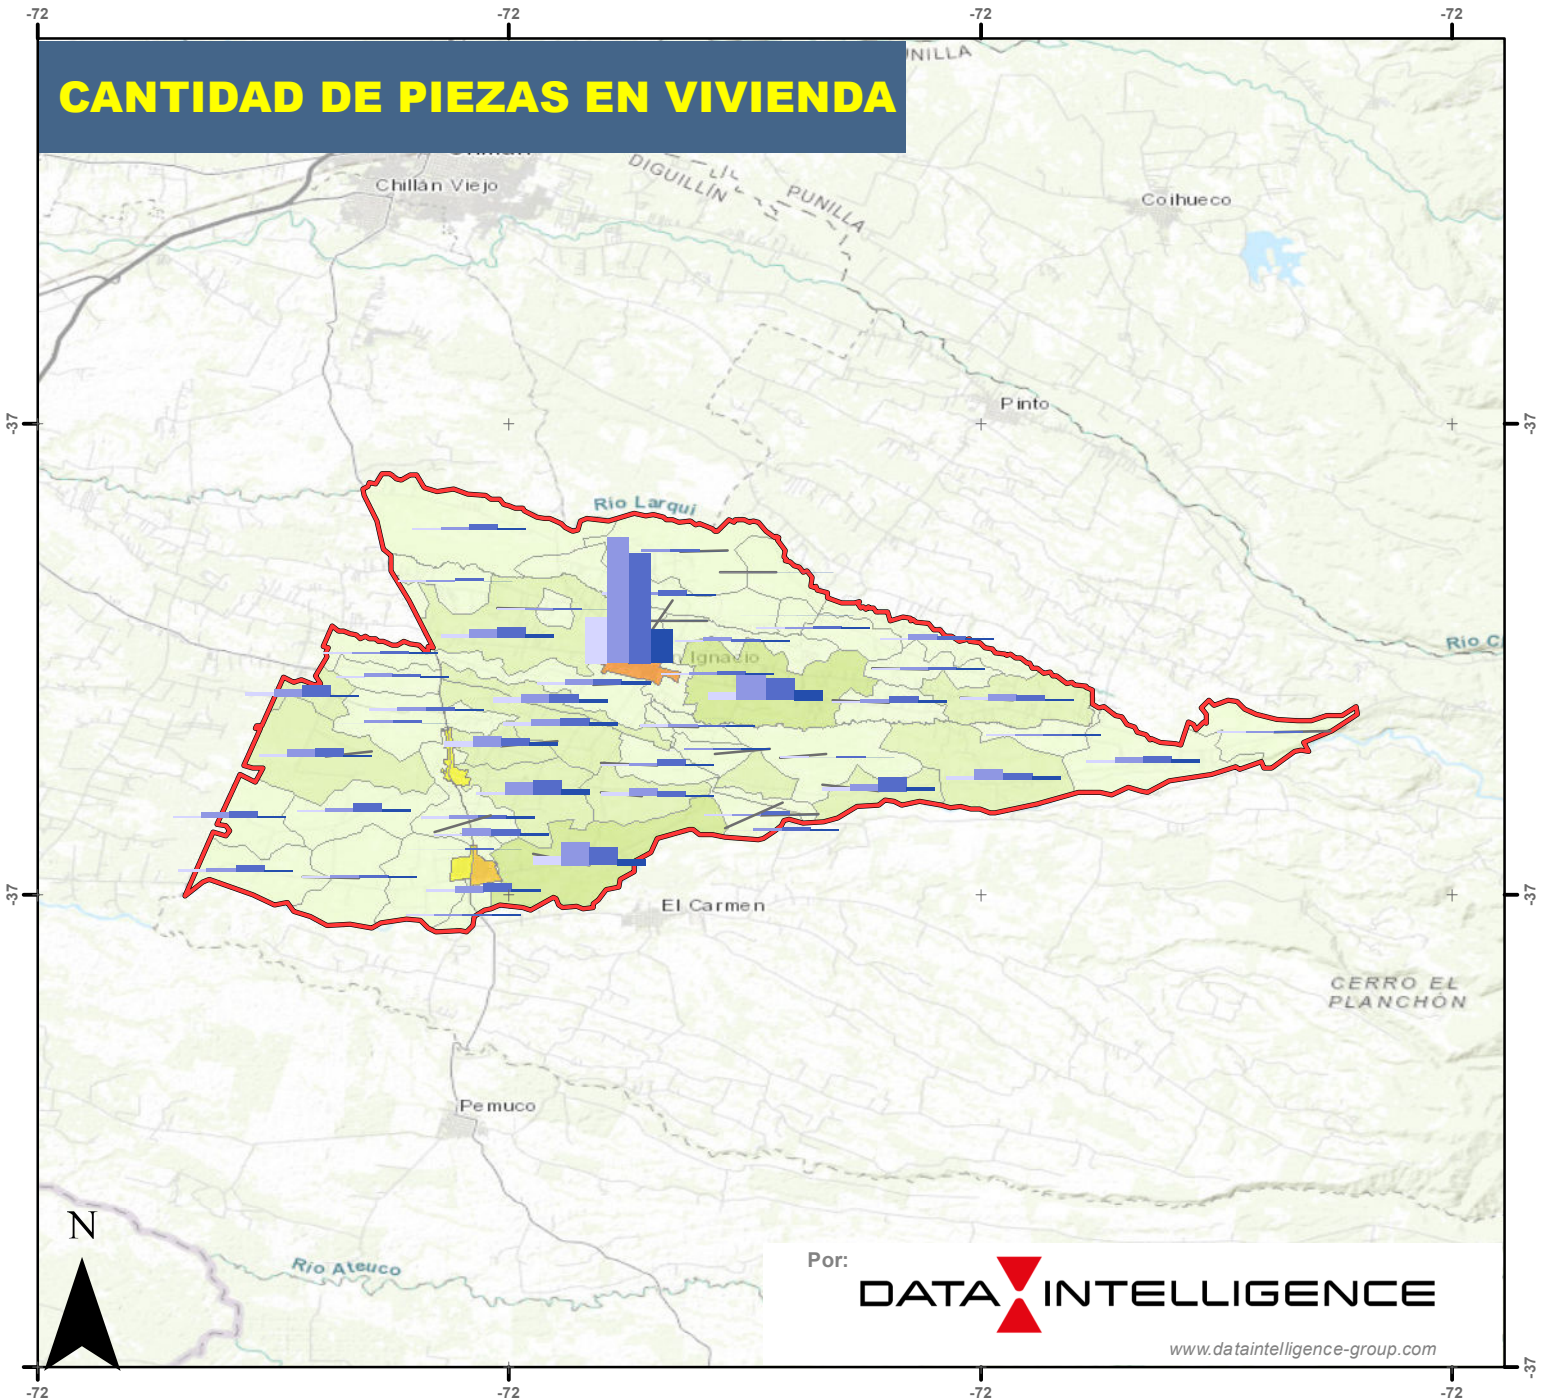 -72 -72 -72 -72
UNILLA
CANTIDAD DE PIEZAS EN VIVIENDA
Chillán Viejo
DIGUILLÍN
PUNILLA
Coihueco
Pinto
-37 -37
Río Larqui
Ignacio
Río C
-37 -37
El Carmen
CERRO EL
PLANCHÓN
Pemuco
N
Río Ateuco
Por:
DATA INTELLIGENCE
www.dataintelligence-group.com
-37
-72 -72 -72 -72